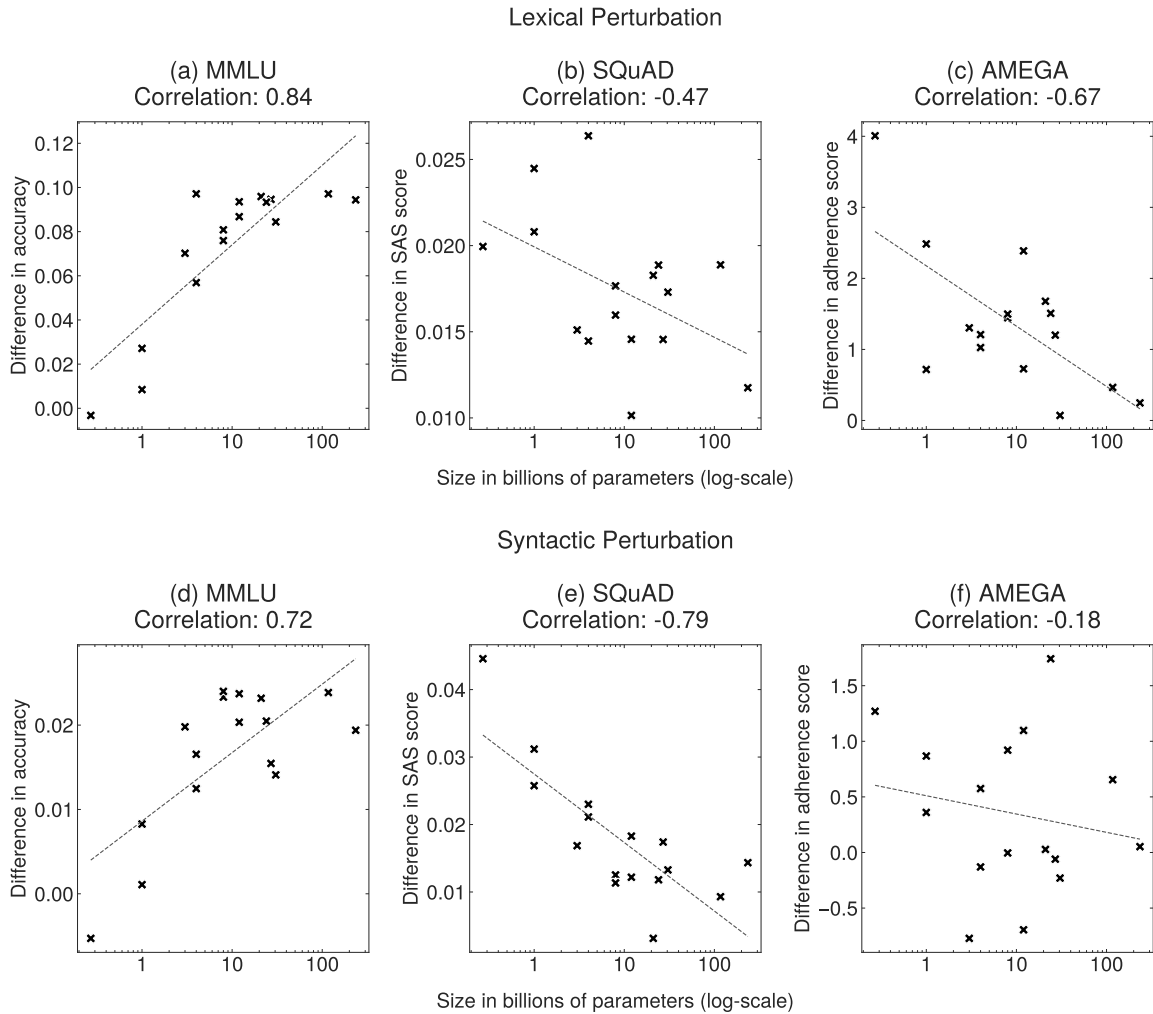 Lexical Perturbation
(a) MMLU
Correlation: 0.84
(b) SQuAD
Correlation: -0.47
(c) AMEGA
Correlation: -0.67
Difference in accuracy
0.12
0.10
0.08
0.06
0.04
0.02
0.00
1 10 100
Difference in SAS score
0.025
0.020
0.015
0.010
1 10 100
Difference in adherence score
4
3
2
1
0
1 10 100
Size in billions of parameters (log-scale)
Syntactic Perturbation
(d) MMLU
Correlation: 0.72
(e) SQuAD
Correlation: -0.79
(f) AMEGA
Correlation: -0.18
Difference in accuracy
0.02
0.01
0.00
1 10 100
Difference in SAS score
0.04
0.03
0.02
0.01
1 10 100
Difference in adherence score
1.5
1.0
0.5
0.0
−0.5
1 10 100
Size in billions of parameters (log-scale)